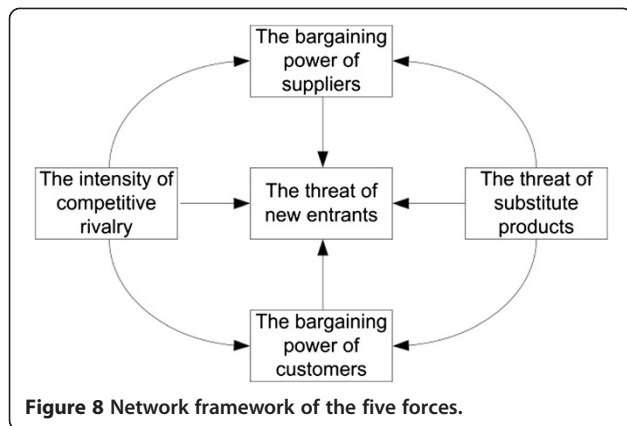 The bargaining
power of
suppliers
The intensity of
competitive
rivalry
The threat of
new entrants
The threat of
substitute
products
The bargaining
power of
customers
Figure 8 Network framework of the five forces.